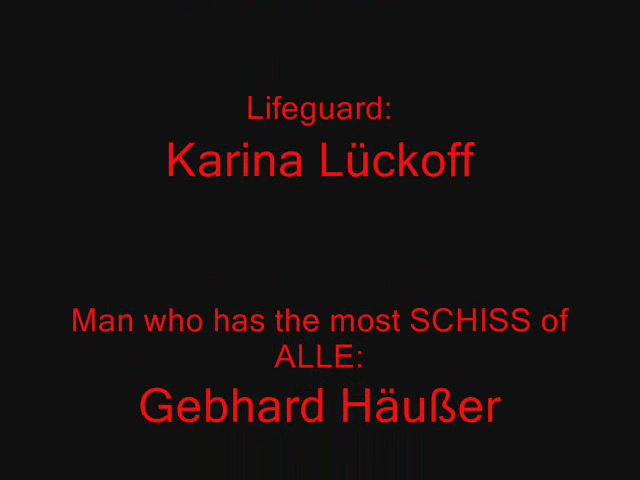 Lifeguard:
Karina Lückoff
Man who has the most SCHISS of
ALLE:
Gebhard Häußer